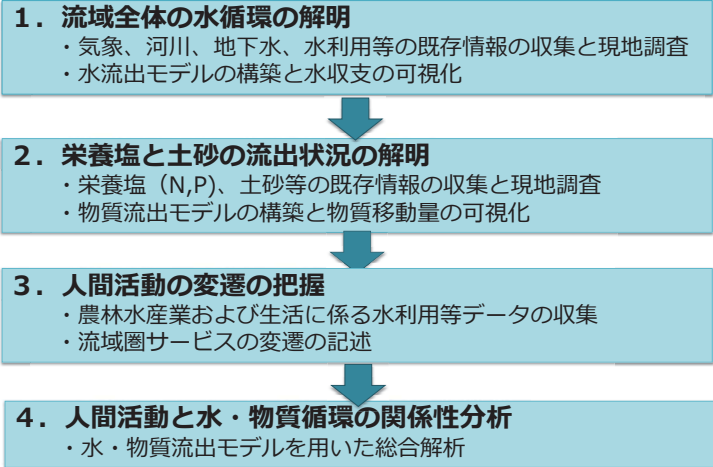 １．流域全体の水循環の解明
・気象、河川、地下水、水利用等の既存情報の収集と現地調査
・水流出モデルの構築と水収支の可視化
２．栄養塩と土砂の流出状況の解明
・栄養塩（N,P)、土砂等の既存情報の収集と現地調査
・物質流出モデルの構築と物質移動量の可視化
３．人間活動の変遷の把握
・農林水産業および生活に係る水利用等データの収集
・流域圏サービスの変遷の記述
４．人間活動と水・物質循環の関係性分析
・水・物質流出モデルを用いた総合解析